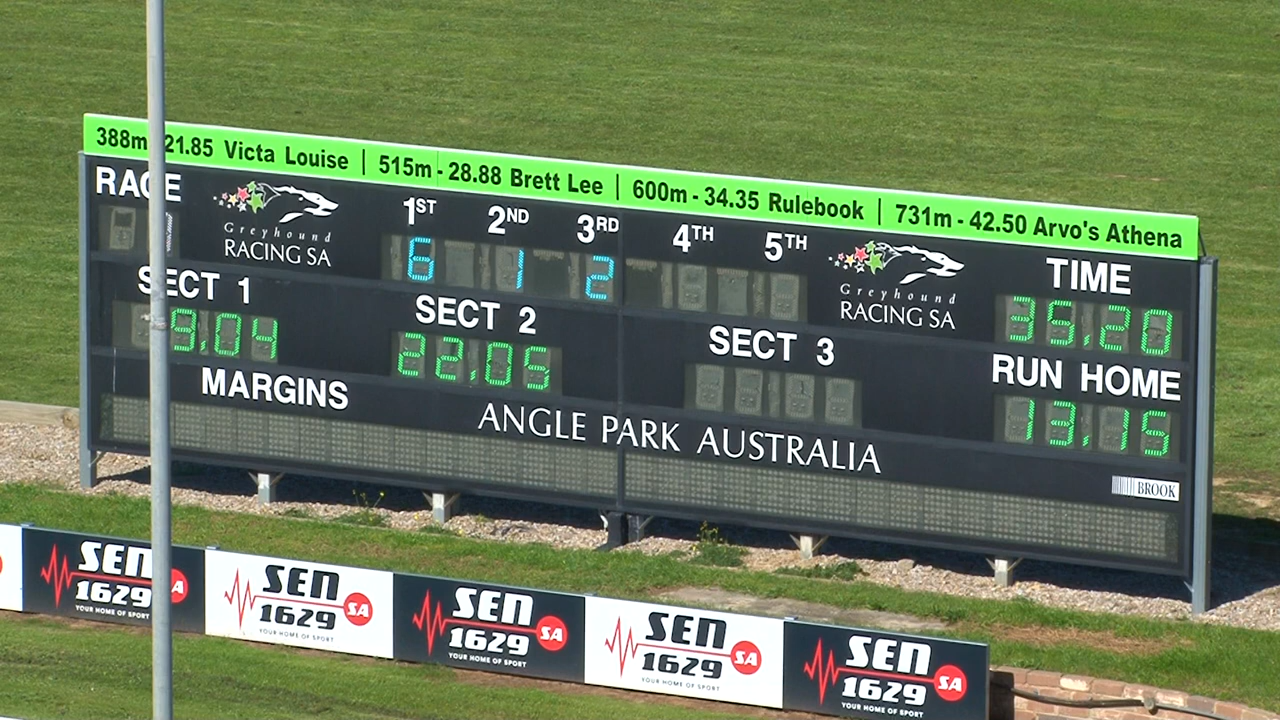 388m 21.85 Victa Louise | 515m - 28.88 Brett Lee | 600m - 34.35 Rulebook | 731m - 42.50 Arvo's Athena
RACE
Greyhound
RACING SA
1ST 2ND 3RD 4TH 5TH
6 1 2
Greyhound
RACING SA
TIME
35.20
SECT 1
9.04
SECT 2
22.05
SECT 3
RUN HOME
13.15
MARGINS
ANGLE PARK AUSTRALIA
BROOK
SEN
1629 SA
YOUR HOME OF SPORT
SEN
1629 SA
YOUR HOME OF SPORT
SEN
1629 SA
YOUR HOME OF SPORT
SEN
1629 SA
YOUR HOME OF SPORT
SEN
1629 SA
YOUR HOME OF SPORT